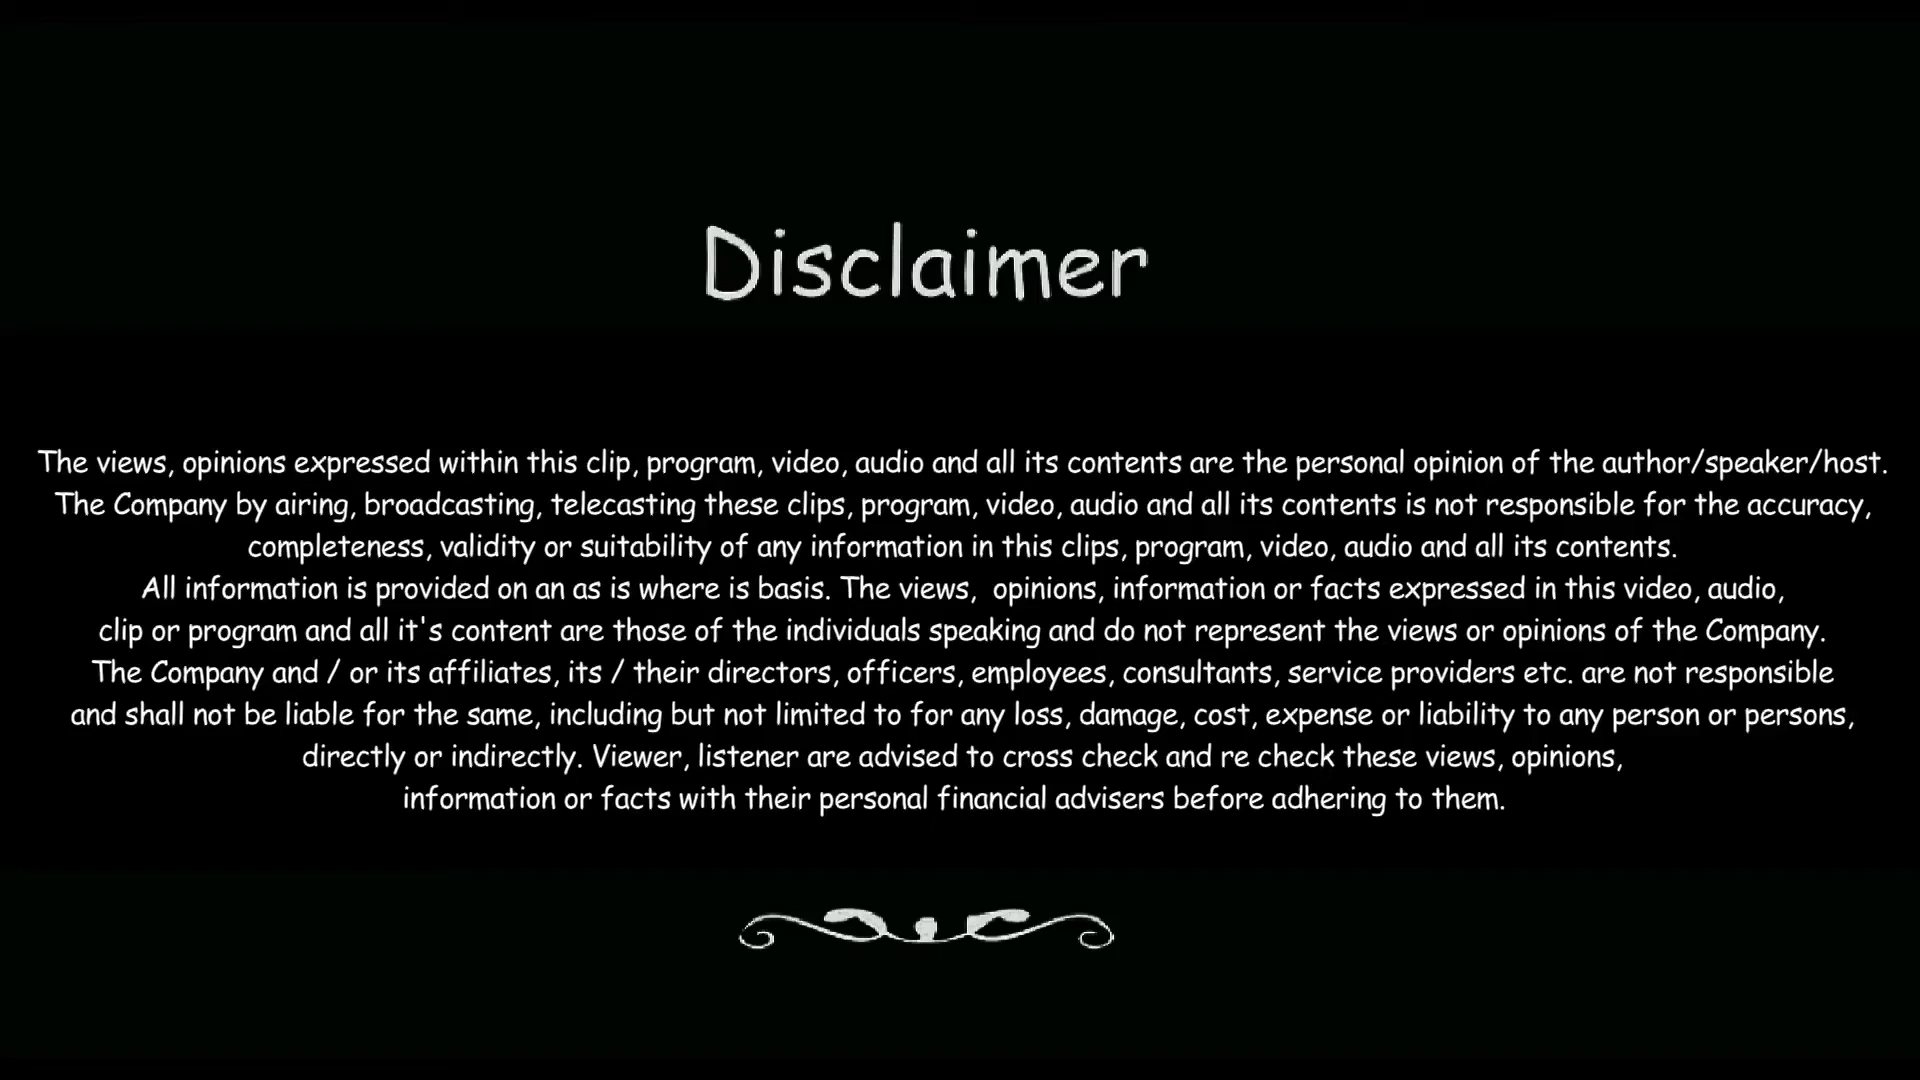 Disclaimer
The views, opinions expressed within this clip, program, video, audio and all its contents are the personal opinion of the author/speaker/host.
The Company by airing, broadcasting, telecasting these clips, program, video, audio and all its contents is not responsible for the accuracy,
completeness, validity or suitability of any information in this clips, program, video, audio and all its contents.
All information is provided on an as is where is basis. The views,  opinions, information or facts expressed in this video, audio,
clip or program and all it's content are those of the individuals speaking and do not represent the views or opinions of the Company.
The Company and / or its affiliates, its / their directors, officers, employees, consultants, service providers etc. are not responsible
and shall not be liable for the same, including but not limited to for any loss, damage, cost, expense or liability to any person or persons,
directly or indirectly. Viewer, listener are advised to cross check and re check these views, opinions,
information or facts with their personal financial advisers before adhering to them.